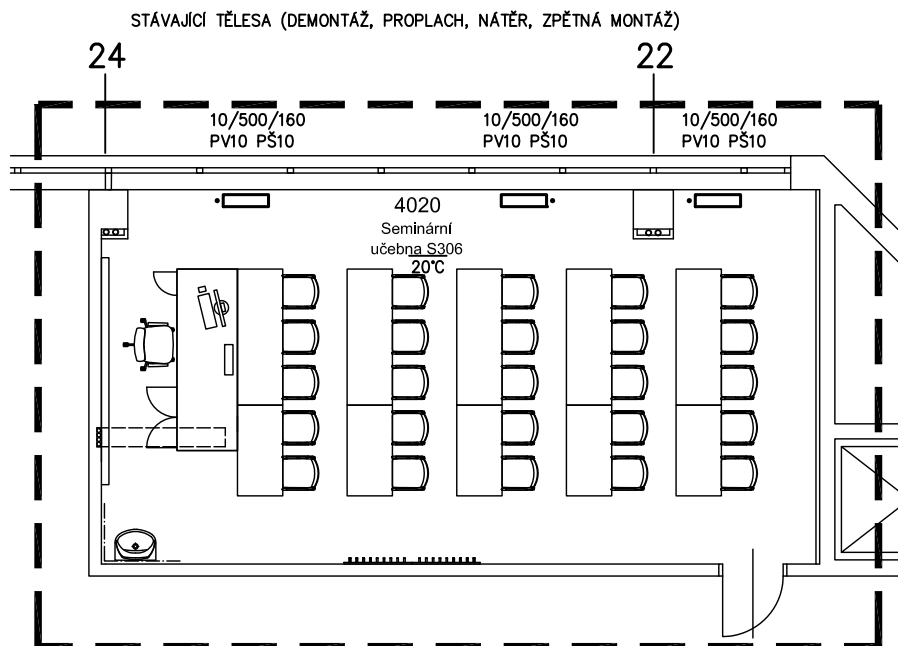 STÁVAJÍCÍ TĚLESA (DEMONTÁŽ, PROPLACH, NÁTĚR, ZPĚTNÁ MONTÁŽ)
24
22
10/500/160
PV10 PŠ10
10/500/160
PV10 PŠ10
10/500/160
PV10 PŠ10
4020
Seminární
učebna S306
20°C